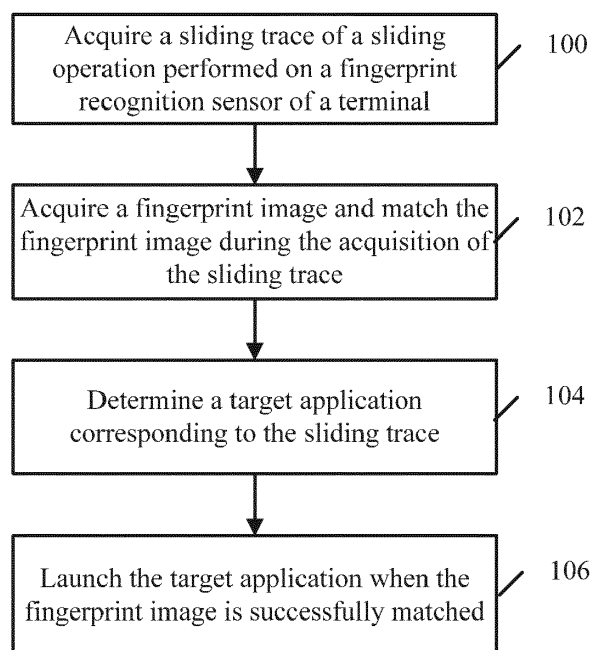 Acquire a sliding trace of a sliding
operation performed on a fingerprint
recognition sensor of a terminal
100
Acquire a fingerprint image and match the
fingerprint image during the acquisition of
the sliding trace
102
Determine a target application
corresponding to the sliding trace
104
Launch the target application when the
fingerprint image is successfully matched
106